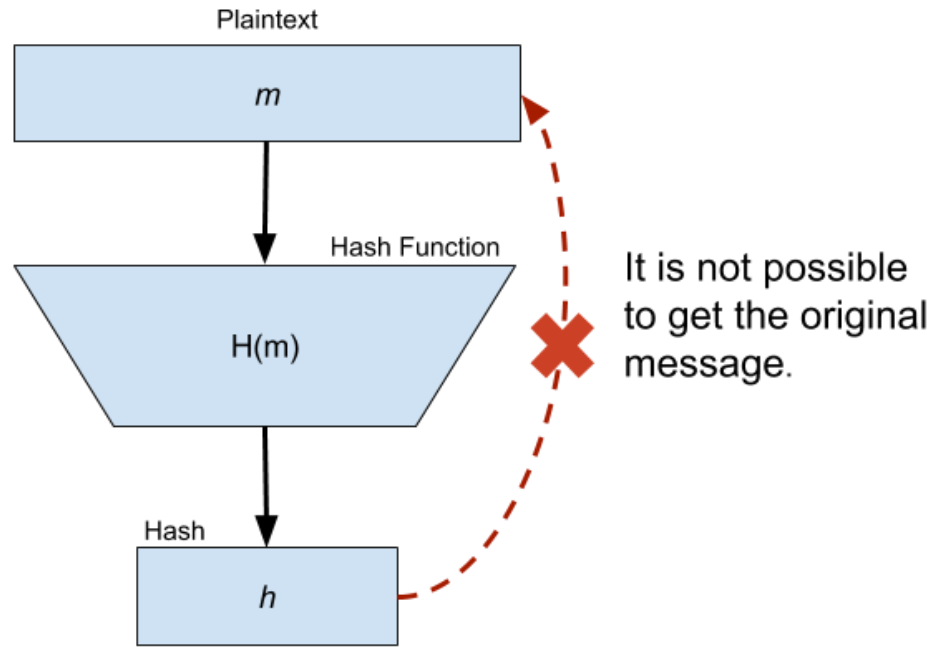 Plaintext
m
Hash Function
H(m)
It is not possible
to get the original
message.
Hash
h